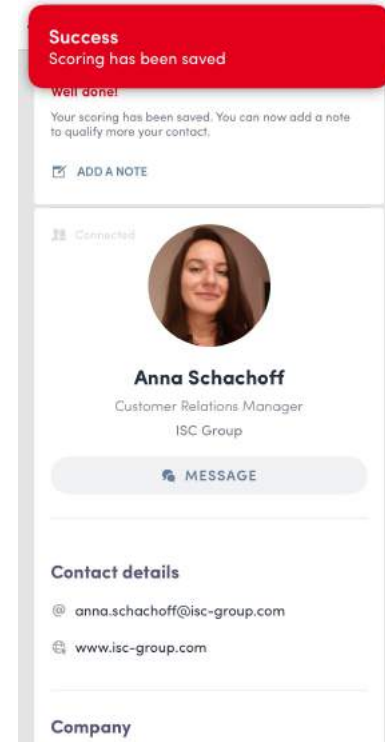 Success
Scoring has been saved
Well done!
Your scoring has been saved. You can now add a note
to qualify more your contact.
ADD A NOTE
Connected
Anna Schachoff
Customer Relations Manager
ISC Group
MESSAGE
Contact details
@ anna.schachoff@isc-group.com
www.isc-group.com
Company